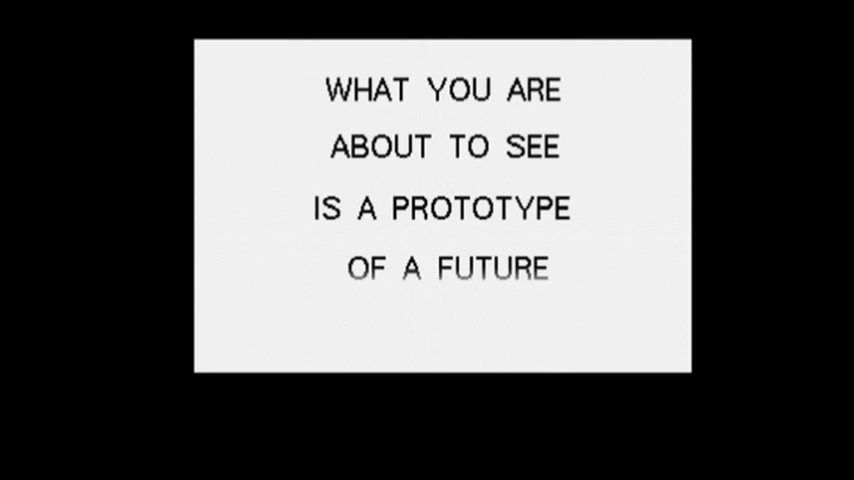 WHAT YOU ARE
ABOUT TO SEE
IS A PROTOTYPE
OF A FUTURE